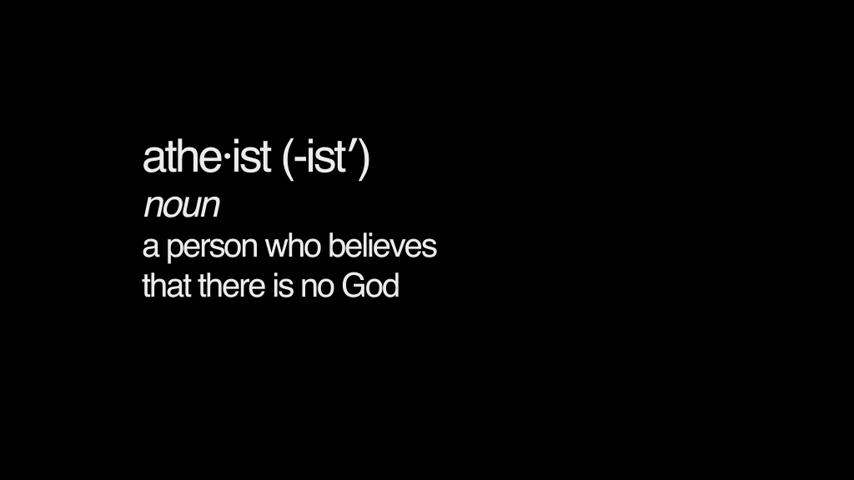 athe·ist (-ist′)
noun
a person who believes
that there is no God